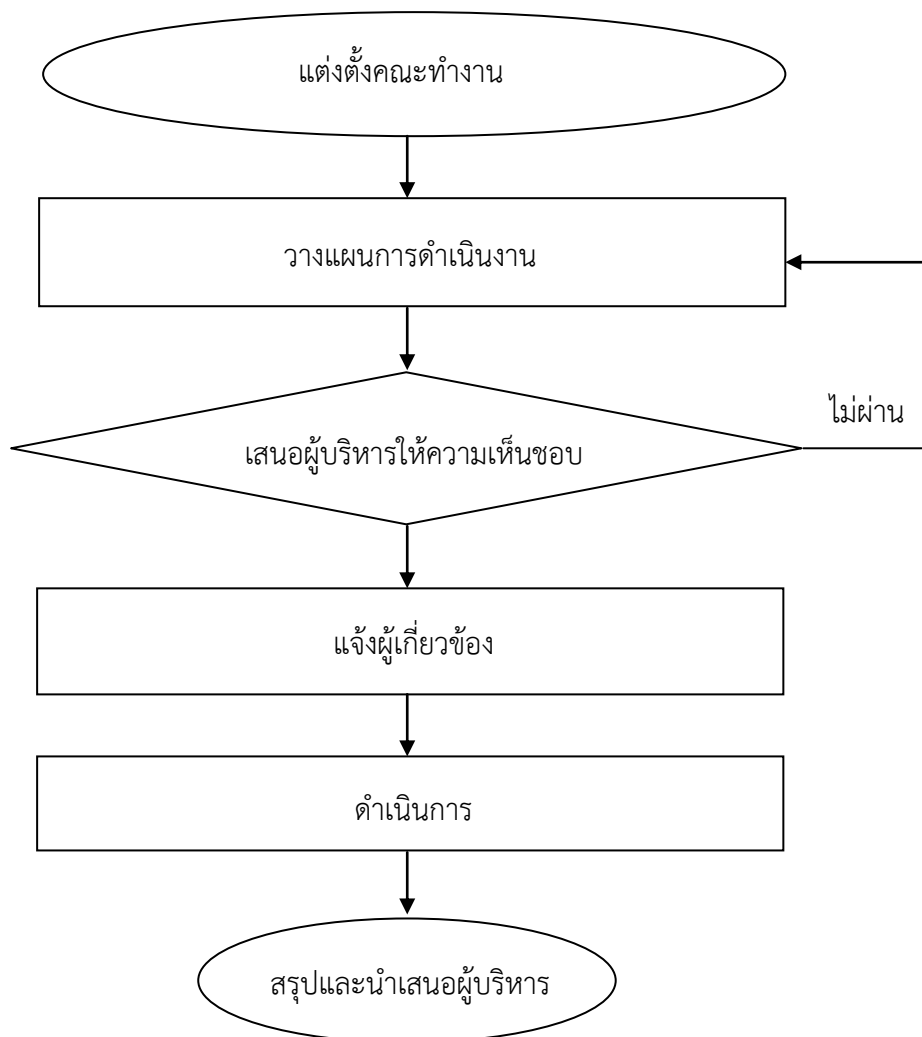 แต่งตั้งคณะทำงาน
วางแผนการดำเนินงาน
ไม่ผ่าน
เสนอผู้บริหารให้ความเห็นชอบ
แจ้งผู้เกี่ยวข้อง
ดำเนินการ
สรุปและนำเสนอผู้บริหาร